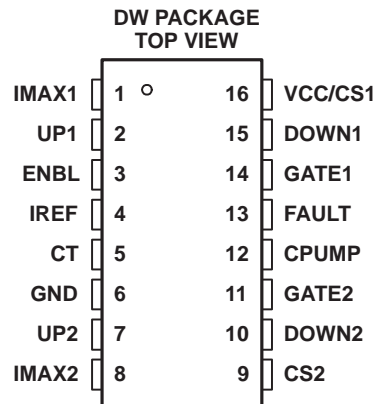 DW PACKAGE
TOP VIEW
IMAX1 1 16 VCC/CS1
UP1 2 15 DOWN1
ENBL 3 14 GATE1
IREF 4 13 FAULT
CT 5 12 CPUMP
GND 6 11 GATE2
UP2 7 10 DOWN2
IMAX2 8 9 CS2